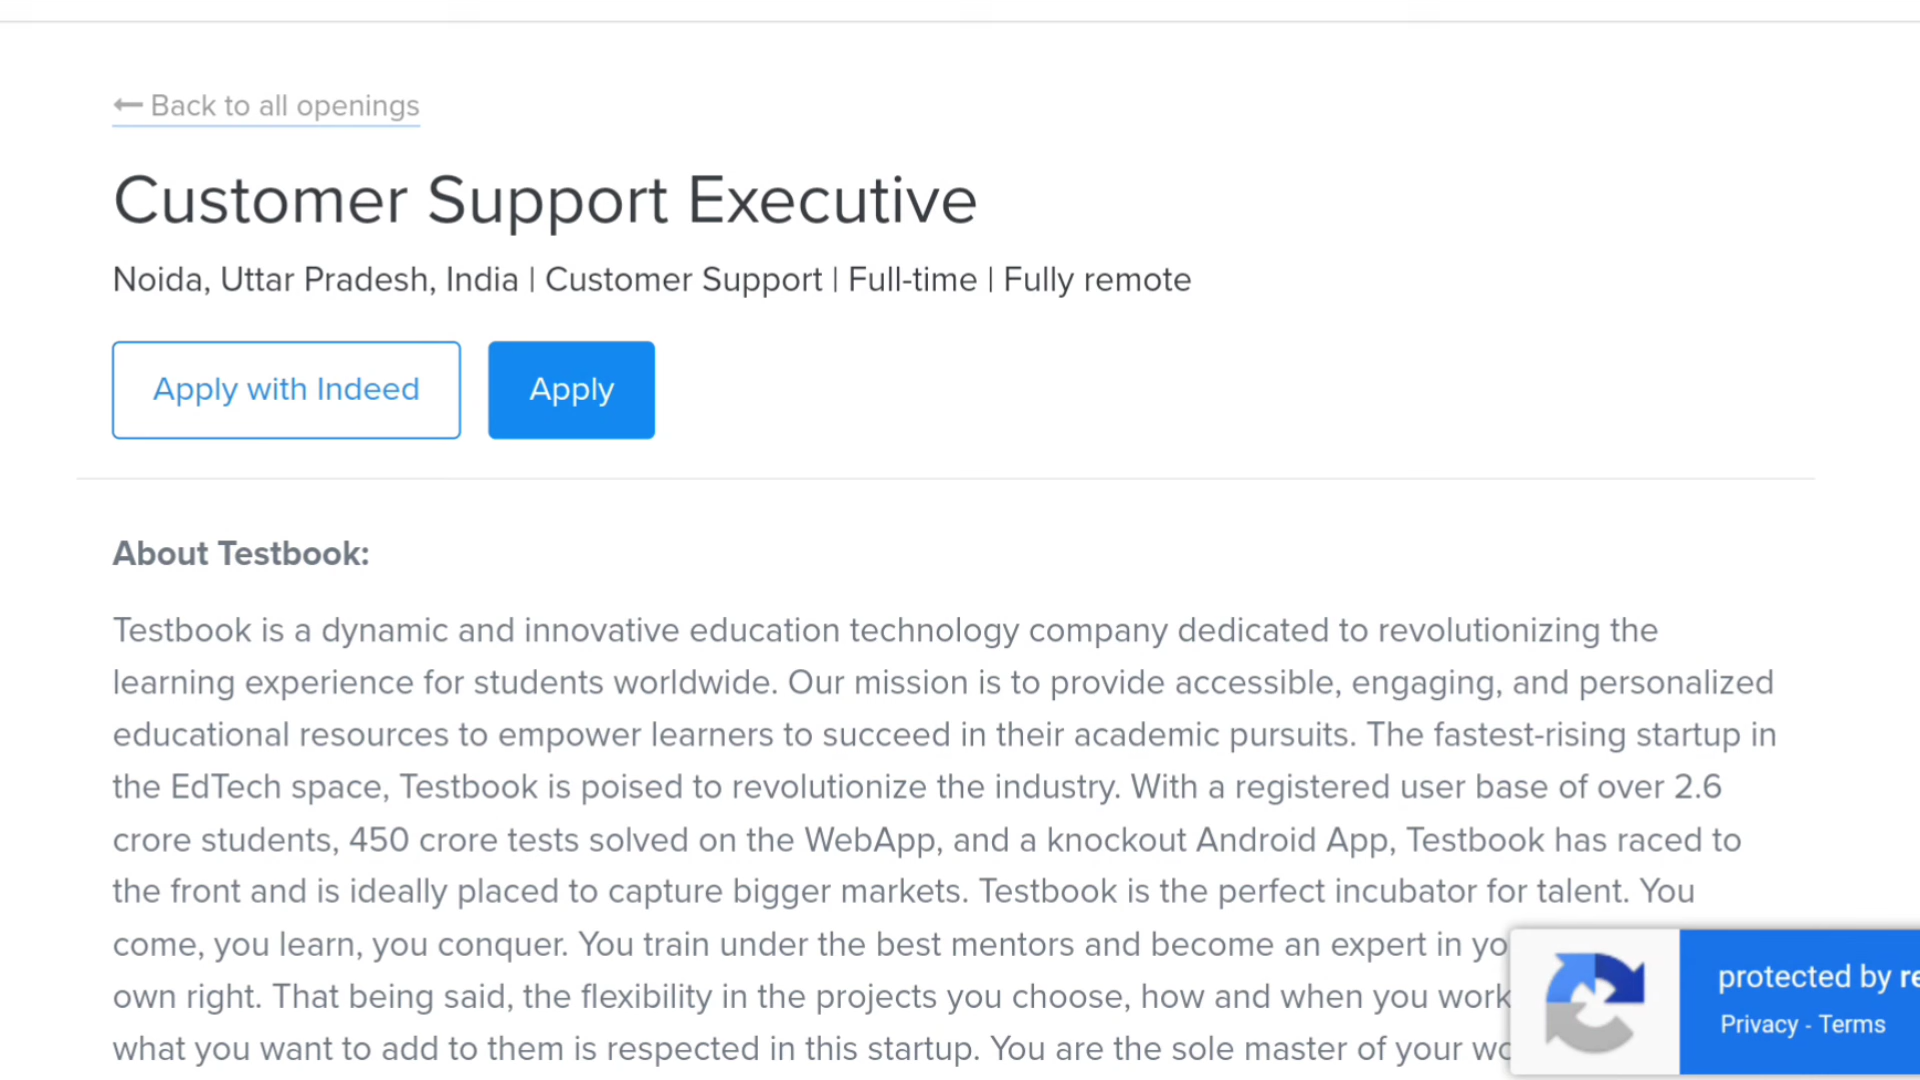 Back to all openings
Customer Support Executive
Noida, Uttar Pradesh, India | Customer Support | Full-time | Fully remote
Apply with Indeed Apply
About Testbook:
Testbook is a dynamic and innovative education technology company dedicated to revolutionizing the
learning experience for students worldwide. Our mission is to provide accessible, engaging, and personalized
educational resources to empower learners to succeed in their academic pursuits. The fastest-rising startup in
the EdTech space, Testbook is poised to revolutionize the industry. With a registered user base of over 2.6
crore students, 450 crore tests solved on the WebApp, and a knockout Android App, Testbook has raced to
the front and is ideally placed to capture bigger markets. Testbook is the perfect incubator for talent. You
come, you learn, you conquer. You train under the best mentors and become an expert in
own right. That being said, the flexibility in the projects you choose, how and when you work
what you want to add to them is respected in this startup. You are the sole master of your
protected by
Privacy - Terms